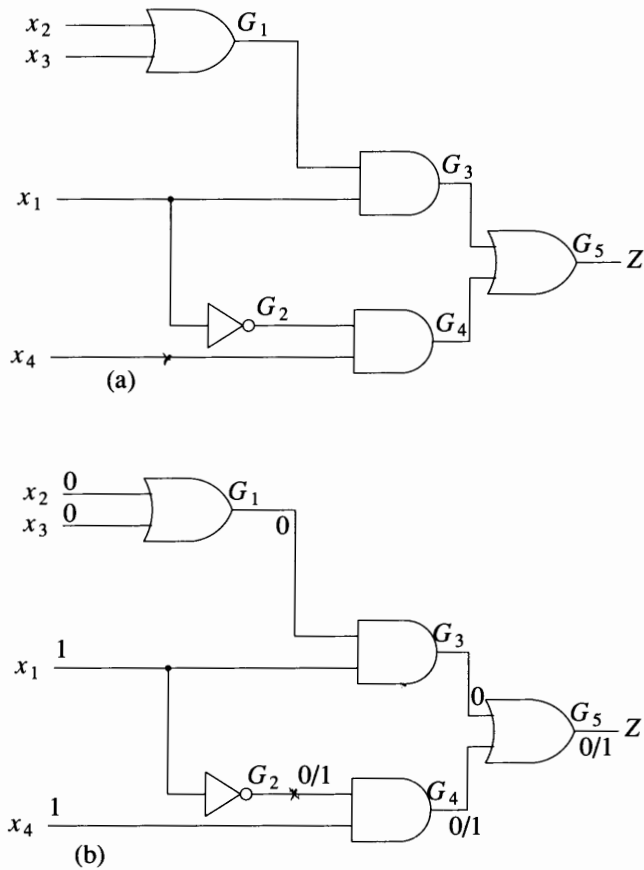 x₂ G₁
x₃
G₃
x₁
G₅ Z
G₂ G₄
x₄
(a)
x₂ 0 G₁
x₃ 0 0
x₁ 1 G₃
0 G₅ Z
0/1
G₂ 0/1 G₄
x₄ 1 0/1
(b)